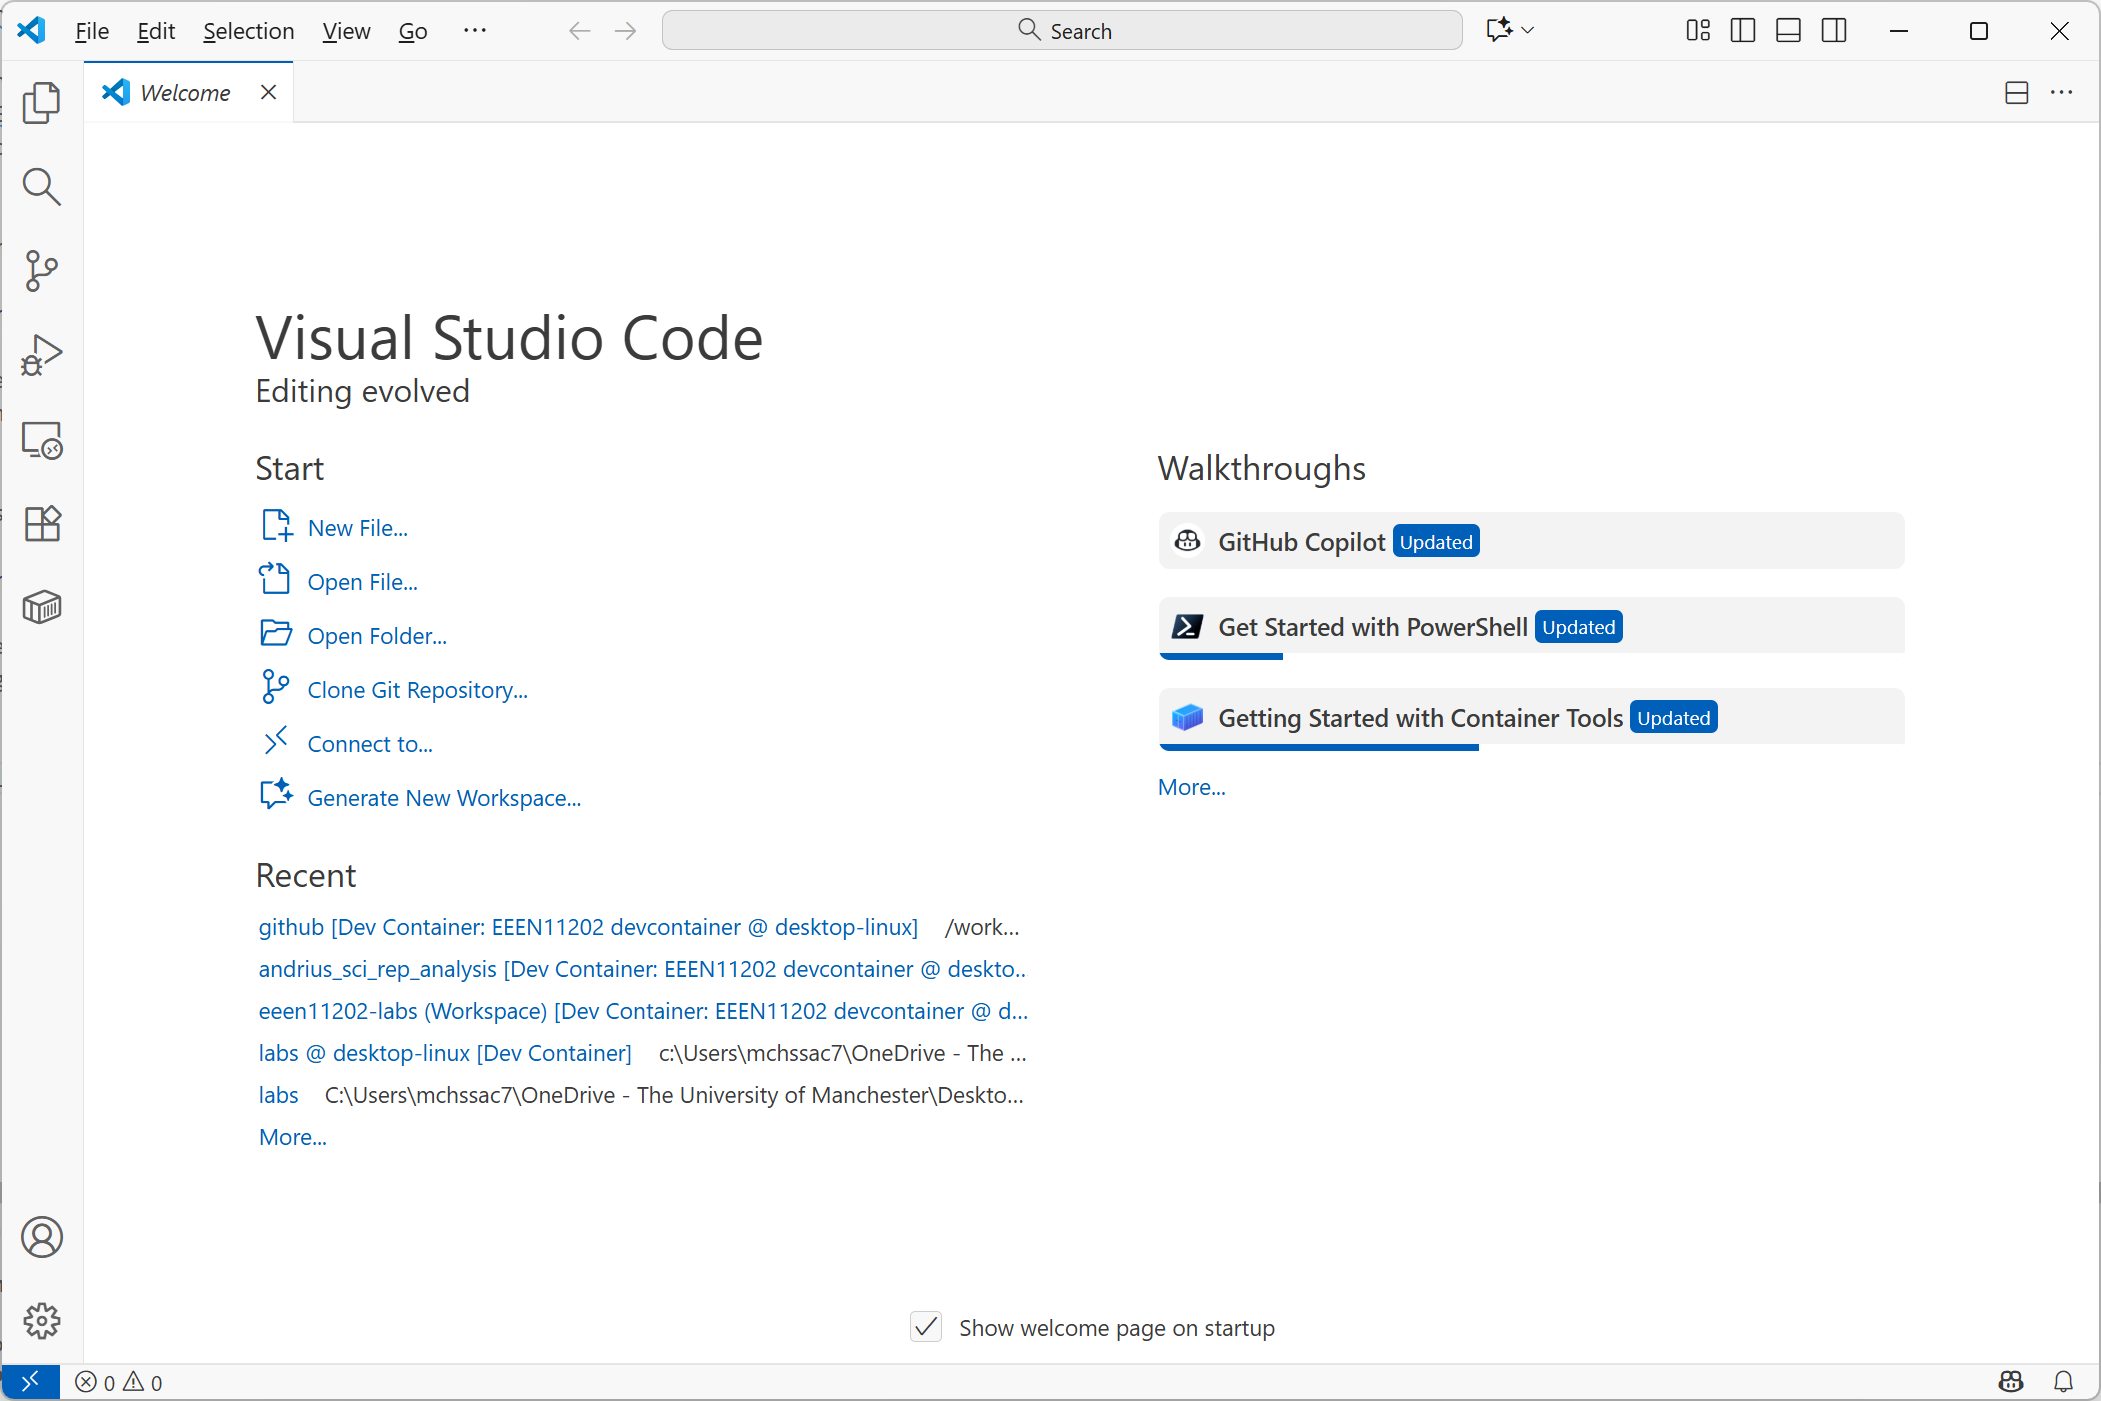 File Edit Selection View Go ··· Search
Welcome
Visual Studio Code
Editing evolved
Start
New File...
Open File...
Open Folder...
Clone Git Repository...
Connect to...
Generate New Workspace...
Recent
github [Dev Container: EEEN11202 devcontainer @ desktop-linux] /work...
andrius_sci_rep_analysis [Dev Container: EEEN11202 devcontainer @ deskto..
eeen11202-labs (Workspace) [Dev Container: EEEN11202 devcontainer @ d...
labs @ desktop-linux [Dev Container] c:\Users\mchssac7\OneDrive - The ...
labs C:\Users\mchssac7\OneDrive - The University of Manchester\Deskto...
More...
Walkthroughs
GitHub Copilot Updated
Get Started with PowerShell Updated
Getting Started with Container Tools Updated
More...
Show welcome page on startup
0 0